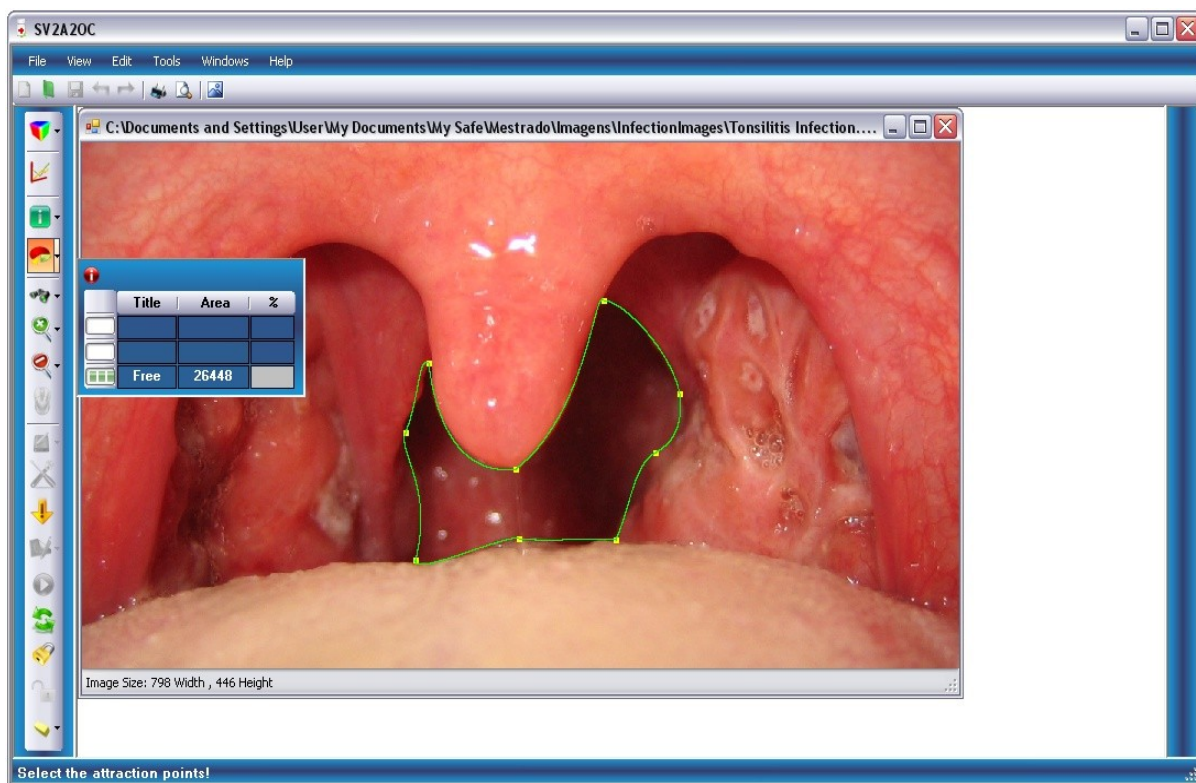 SV2A2OC
File View Edit Tools Windows Help
C:\Documents and Settings\User\My Documents\My Safe\Mestrado\Imagens\InfectionImages\Tonsilitis Infection....
Title Area %
Free 26448
Image Size: 798 Width , 446 Height
Select the attraction points!